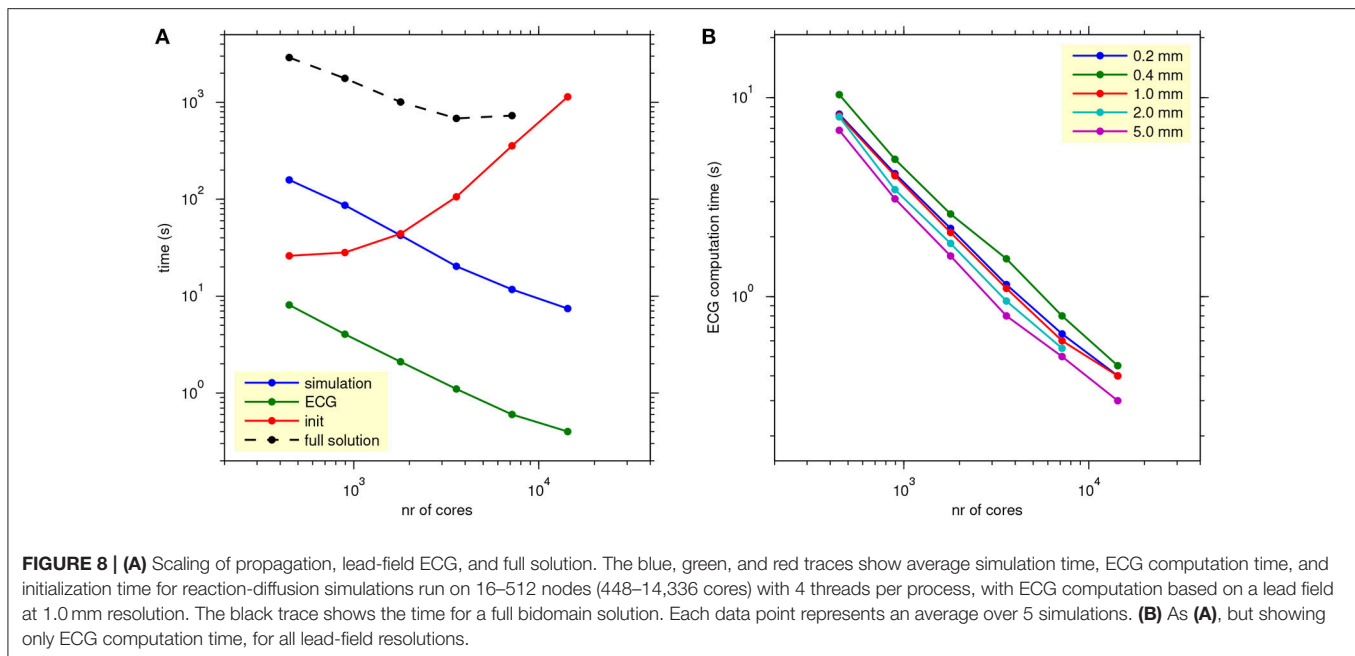 A
time (s)
10^3
10^2
10^1
10^0
simulation
ECG
init
full solution
10^3
10^4
nr of cores
B
ECG computation time (s)
10^1
10^0
0.2 mm
0.4 mm
1.0 mm
2.0 mm
5.0 mm
10^3
10^4
nr of cores
FIGURE 8 | (A) Scaling of propagation, lead-field ECG, and full solution. The blue, green, and red traces show average simulation time, ECG computation time, and
initialization time for reaction-diffusion simulations run on 16–512 nodes (448–14,336 cores) with 4 threads per process, with ECG computation based on a lead field
at 1.0 mm resolution. The black trace shows the time for a full bidomain solution. Each data point represents an average over 5 simulations. (B) As (A), but showing
only ECG computation time, for all lead-field resolutions.